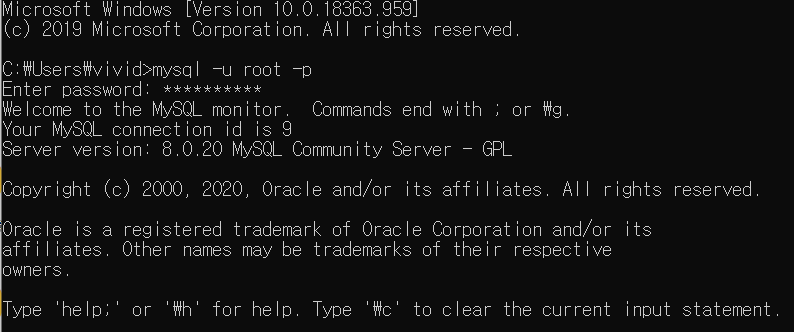 Microsoft Windows [Version 10.0.18363.959]
(c) 2019 Microsoft Corporation. All rights reserved.
C:₩Users₩vivid>mysql -u root -p
Enter password: **********
Welcome to the MySQL monitor.  Commands end with ; or ₩g.
Your MySQL connection id is 9
Server version: 8.0.20 MySQL Community Server - GPL
Copyright (c) 2000, 2020, Oracle and/or its affiliates. All rights reserved.
Oracle is a registered trademark of Oracle Corporation and/or its
affiliates. Other names may be trademarks of their respective
owners.
Type 'help;' or '₩h' for help. Type '₩c' to clear the current input statement.